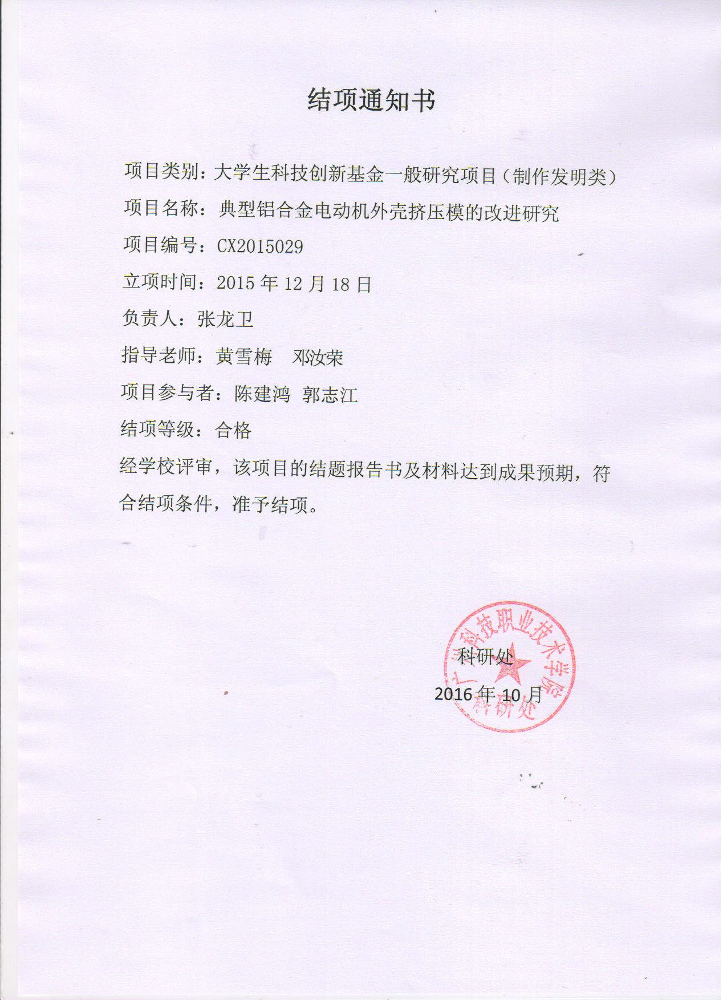 结项通知书
项目类别：大学生科技创新基金一般研究项目（制作发明类）
项目名称：典型铝合金电动机外壳挤压模的改进研究
项目编号：CX2015029
立项时间：2015 年 12 月 18 日
负责人：张龙卫
指导老师：黄雪梅 邓汝荣
项目参与者：陈建鸿 郭志江
结项等级：合格
经学校评审，该项目的结题报告书及材料达到成果预期，符
合结项条件，准予结项。
广州科技职业技术学院
科研处
2016 年 10 月
科研处